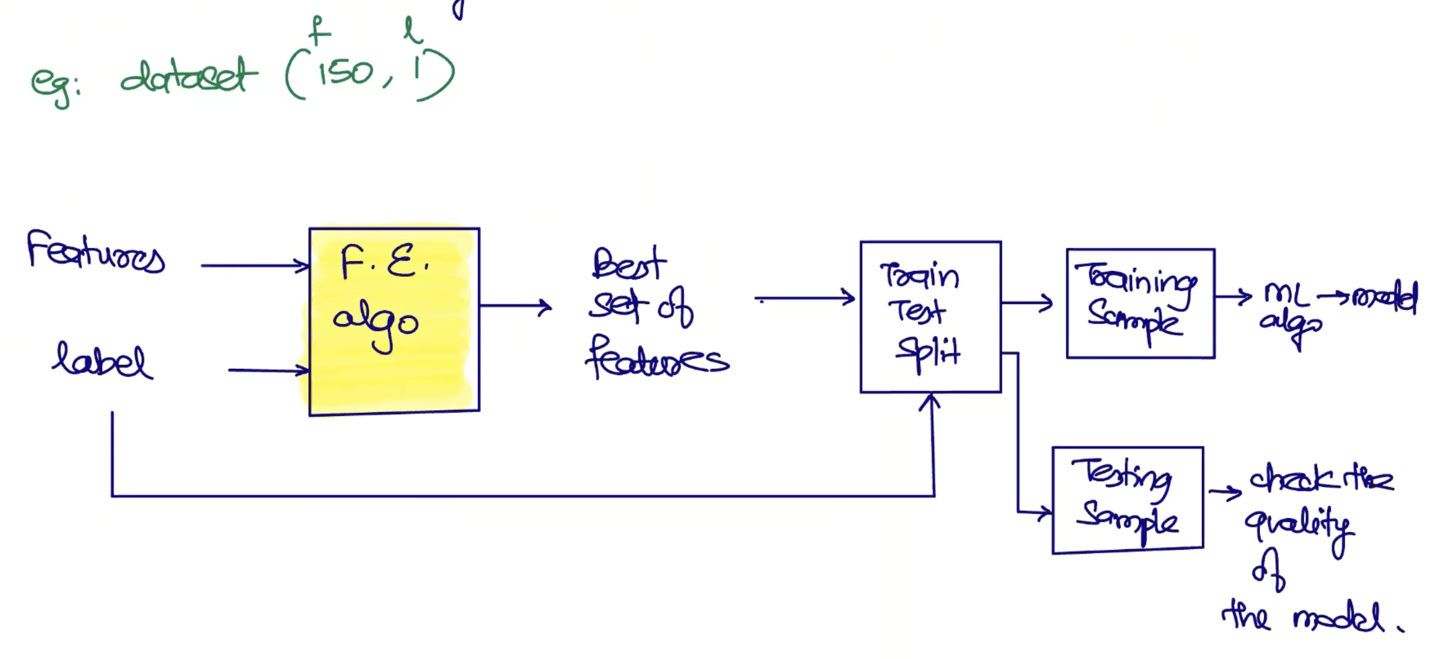 f l
eg: dataset (150, 1)
Features
label
F. E.
algo
Best
set of
features
Train
Test
Split
Training
Sample
ML
algo
model
Testing
Sample
check the
quality
of
the model.